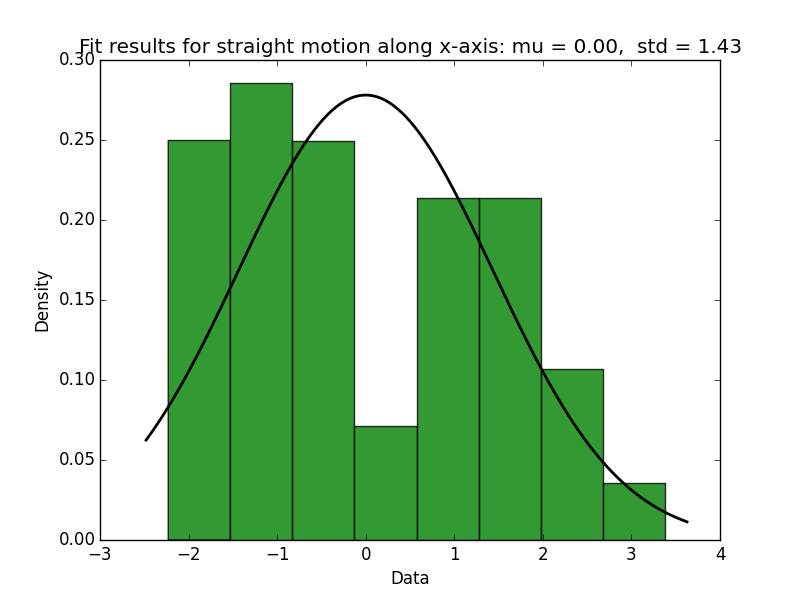 Fit results for straight motion along x-axis: mu = 0.00,  std = 1.43
0.30
0.25
0.20
0.15
0.10
0.05
0.00
Density
−3 −2 −1 0 1 2 3 4
Data